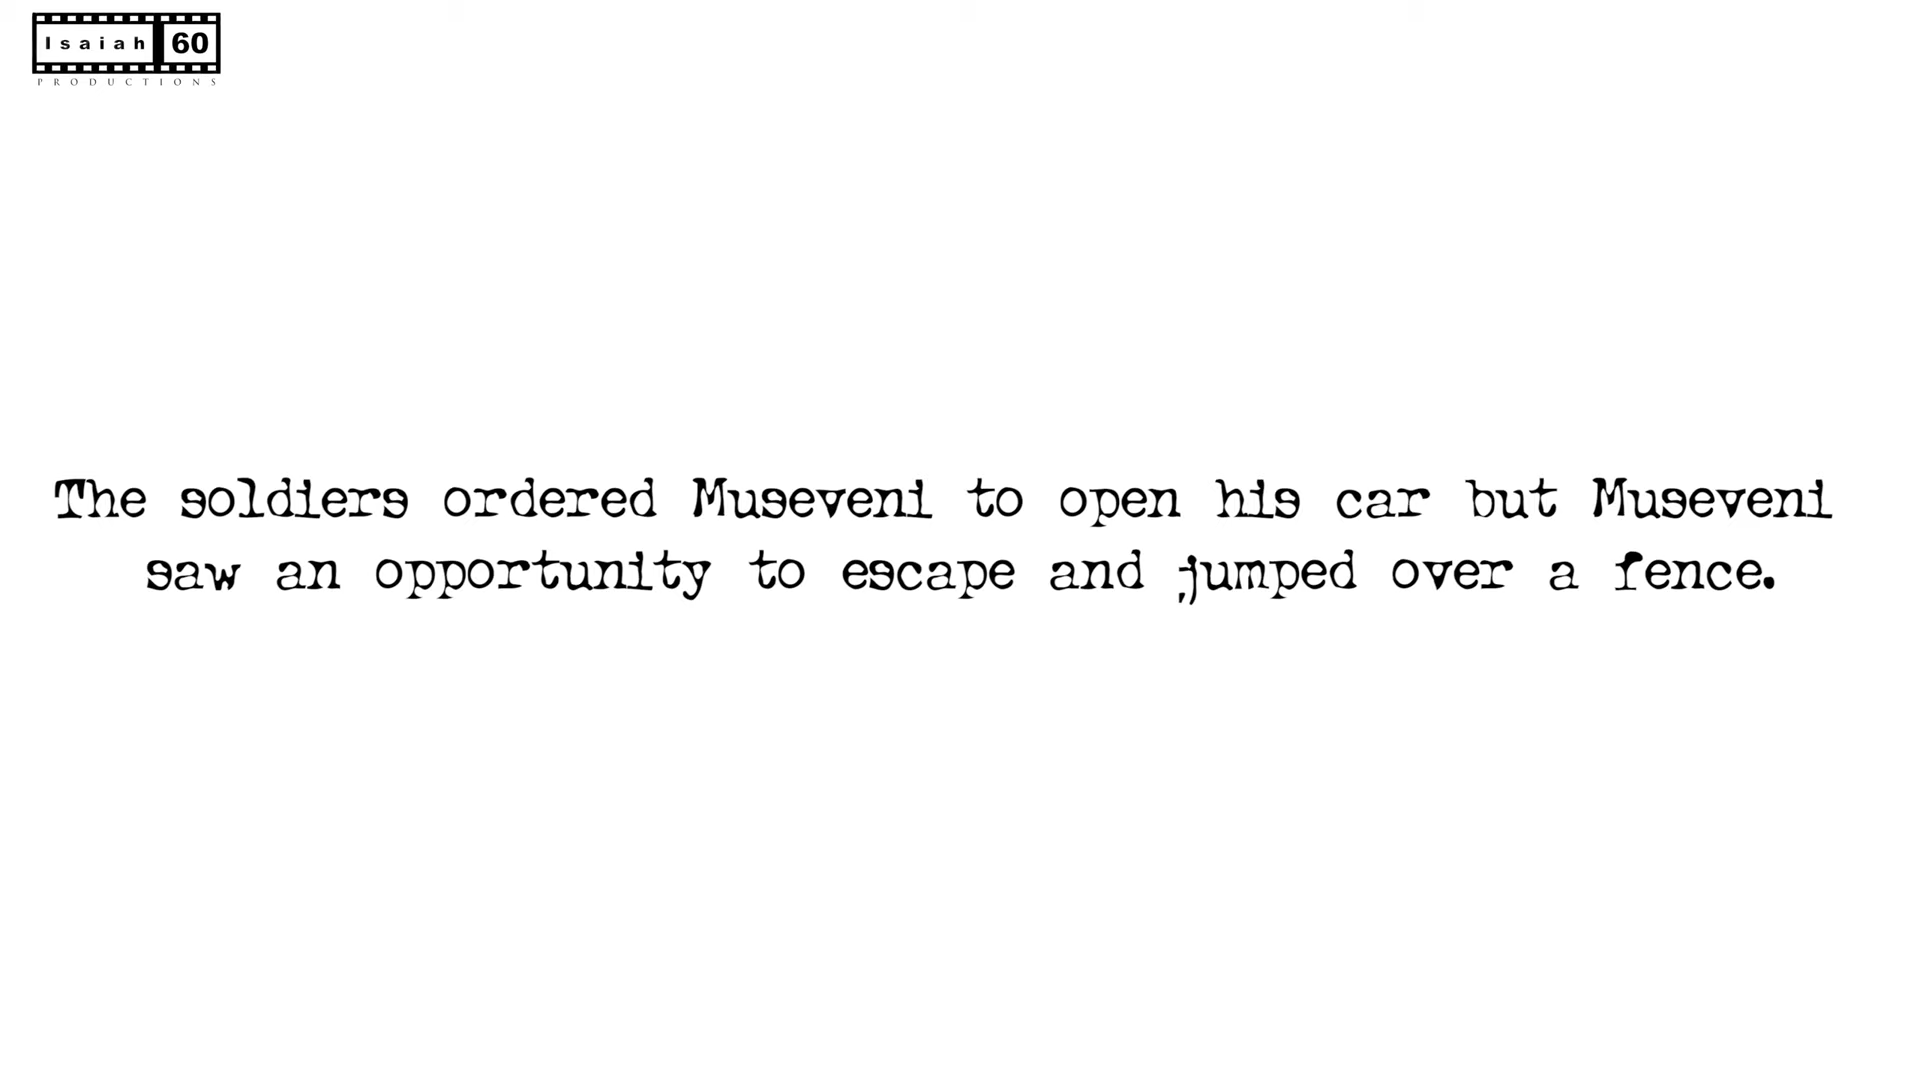 Isaiah 60
PRODUCTIONS
The soldiers ordered Museveni to open his car but Museveni
saw an opportunity to escape and jumped over a fence.